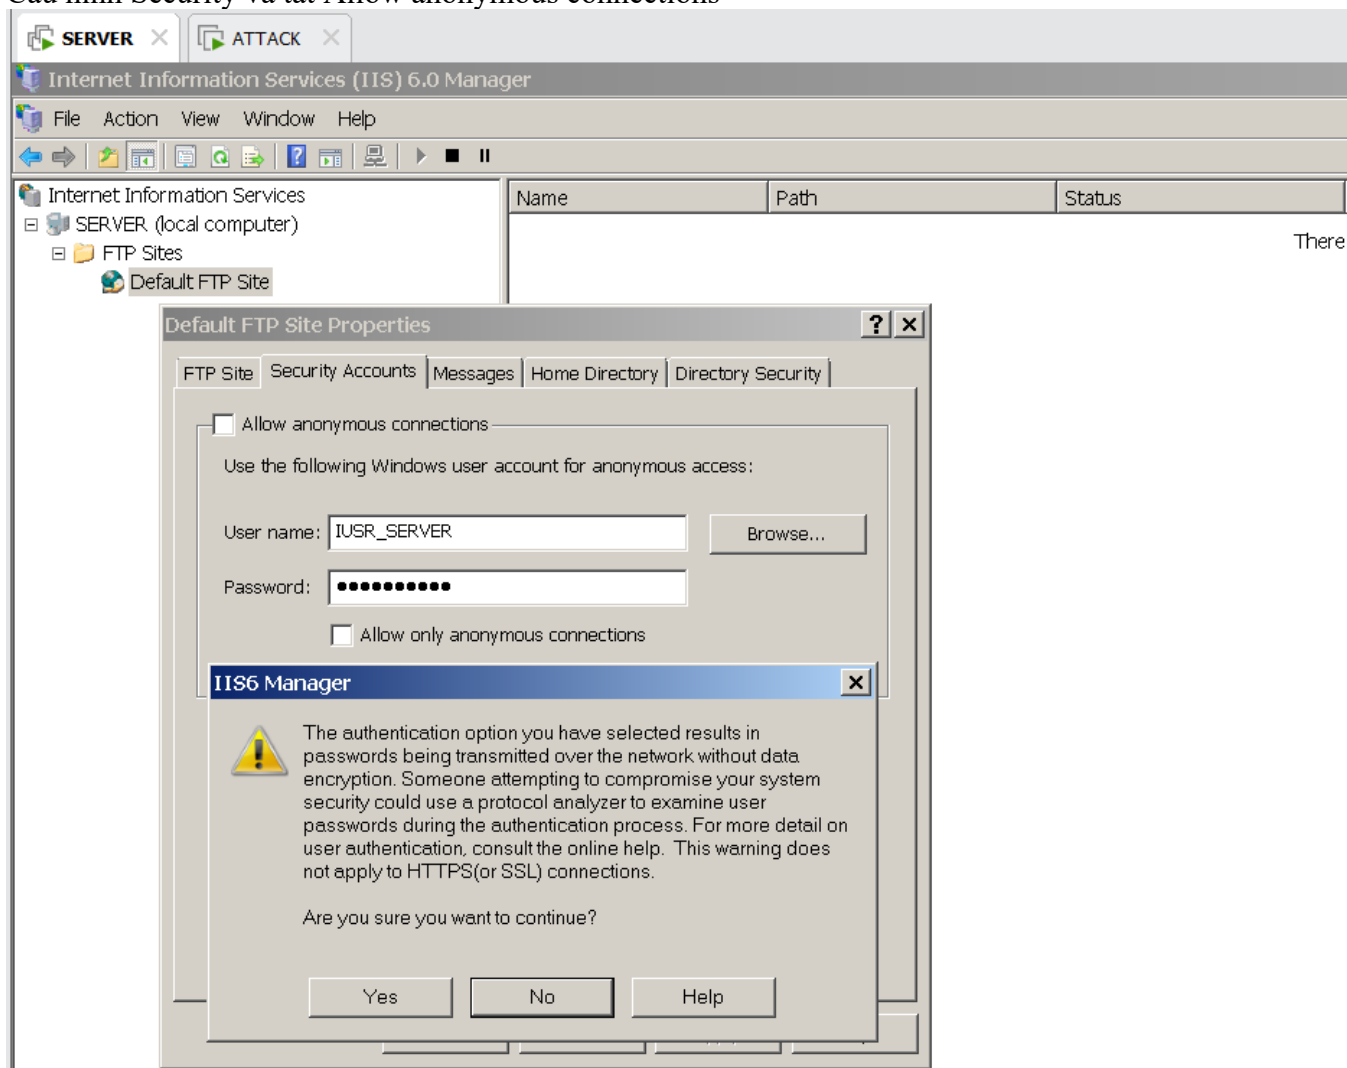 Security và tắt Allow anonymous connections
SERVER
ATTACK
Internet Information Services (IIS) 6.0 Manager
File Action View Window Help
Internet Information Services
SERVER (local computer)
FTP Sites
Default FTP Site
Name Path Status
There
Default FTP Site Properties
FTP Site Security Accounts Messages Home Directory Directory Security
Allow anonymous connections
Use the following Windows user account for anonymous access:
User name: IUSR_SERVER Browse...
Password: ●●●●●●●●●●
Allow only anonymous connections
IIS6 Manager
The authentication option you have selected results in
passwords being transmitted over the network without data
encryption. Someone attempting to compromise your system
security could use a protocol analyzer to examine user
passwords during the authentication process. For more detail on
user authentication, consult the online help. This warning does
not apply to HTTPS(or SSL) connections.
Are you sure you want to continue?
Yes No Help